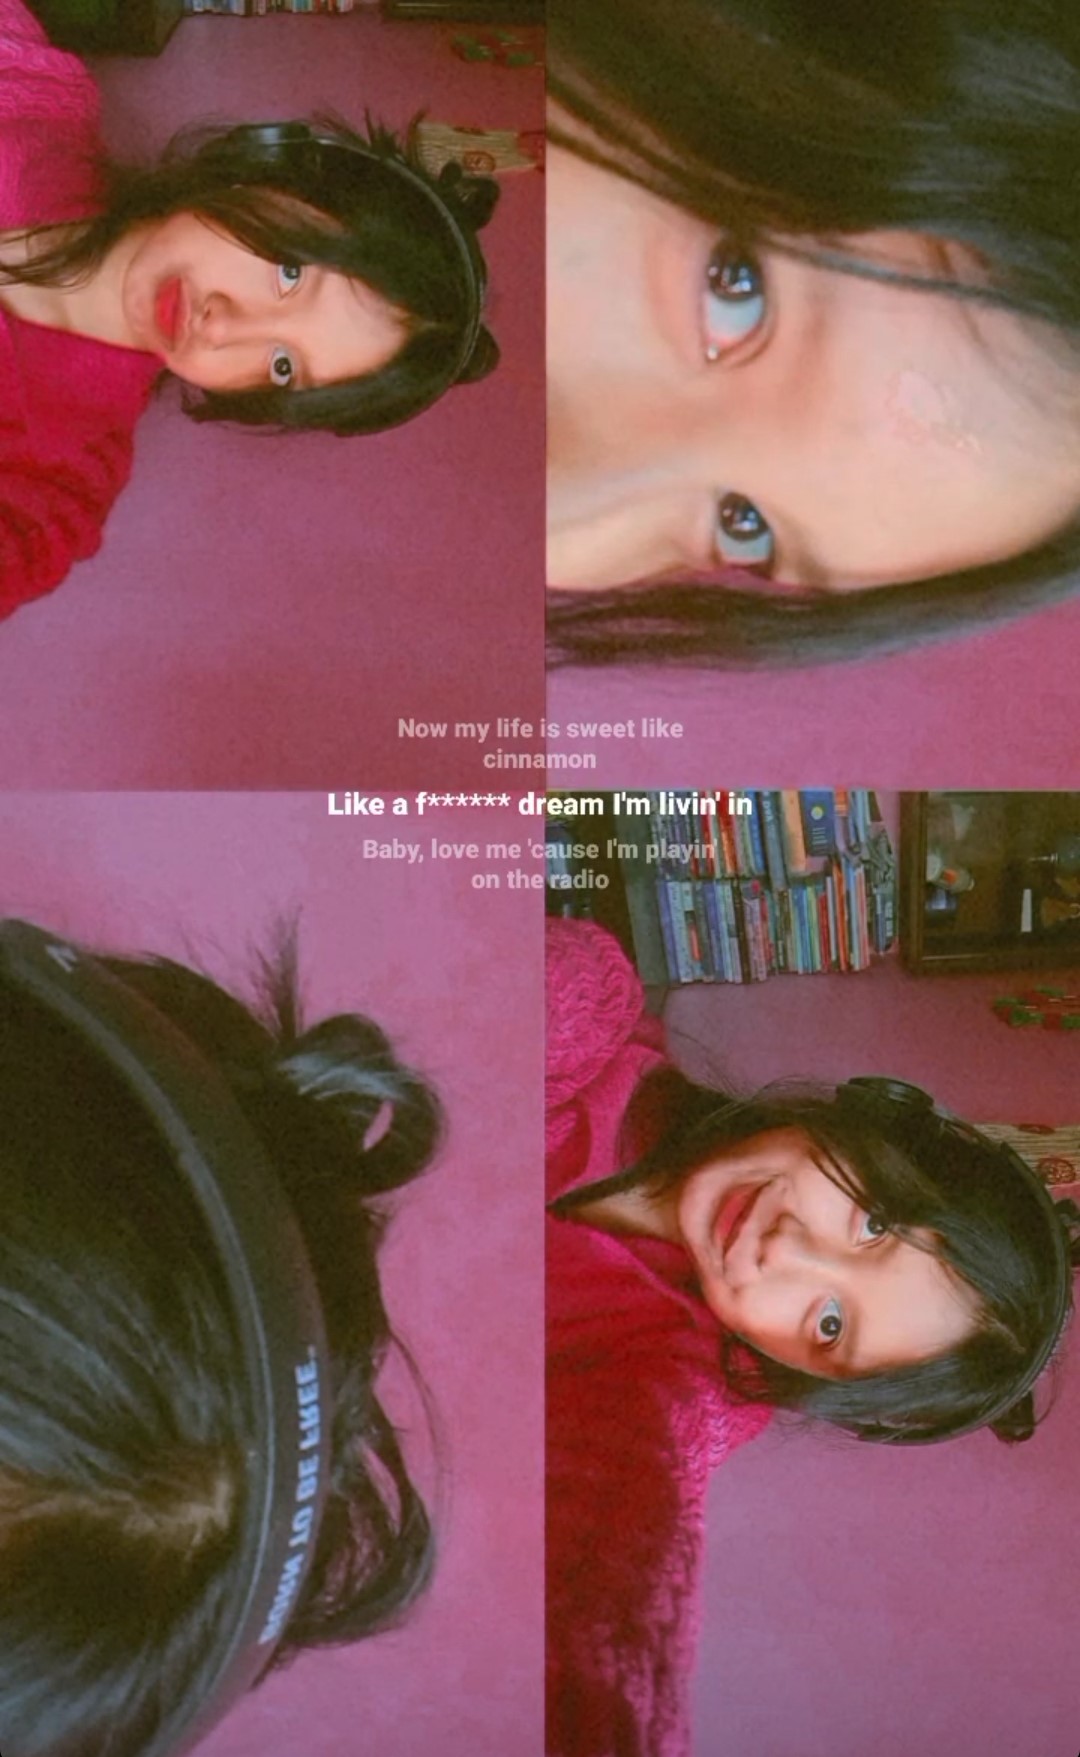 Now my life is sweet like
cinnamon
Like a f****** dream I'm livin' in
Baby, love me 'cause I'm playin'
on the radio
BORN TO BE FREE